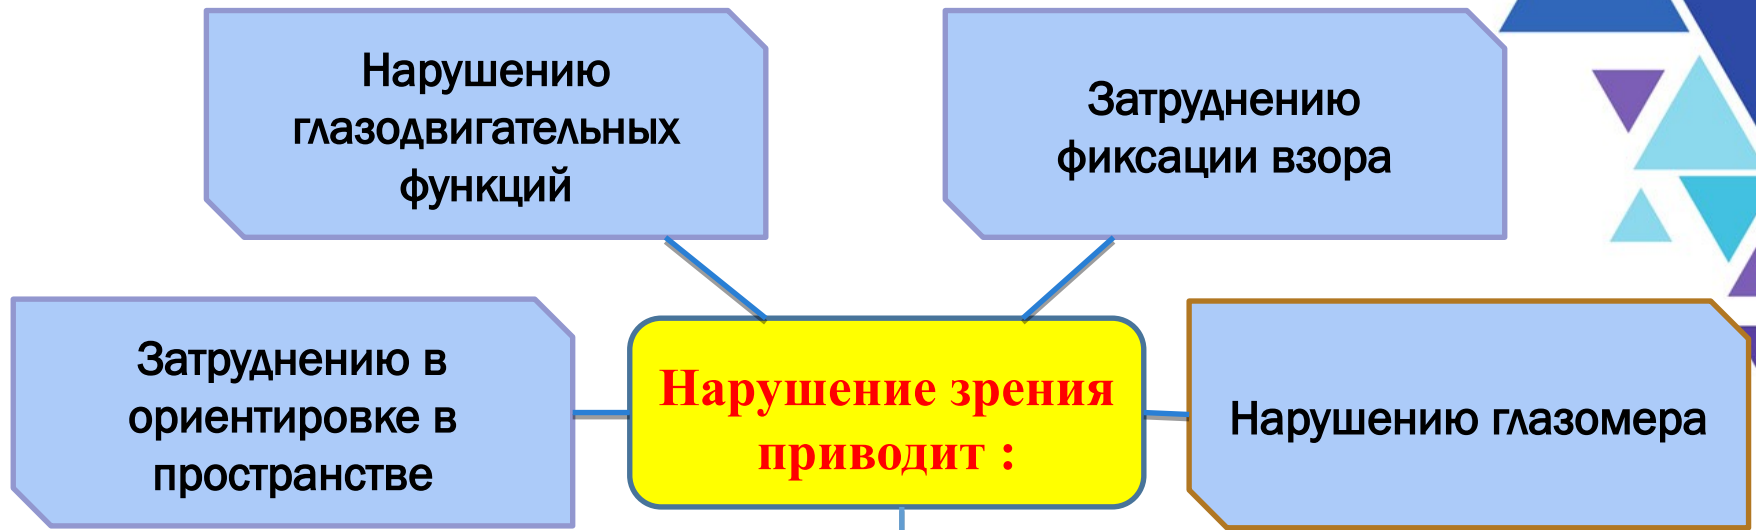 Нарушению
глазодвигательных
функций
Затруднению
фиксации взора
Затруднению в
ориентировке в
пространстве
Нарушение зрения
приводит :
Нарушению глазомера